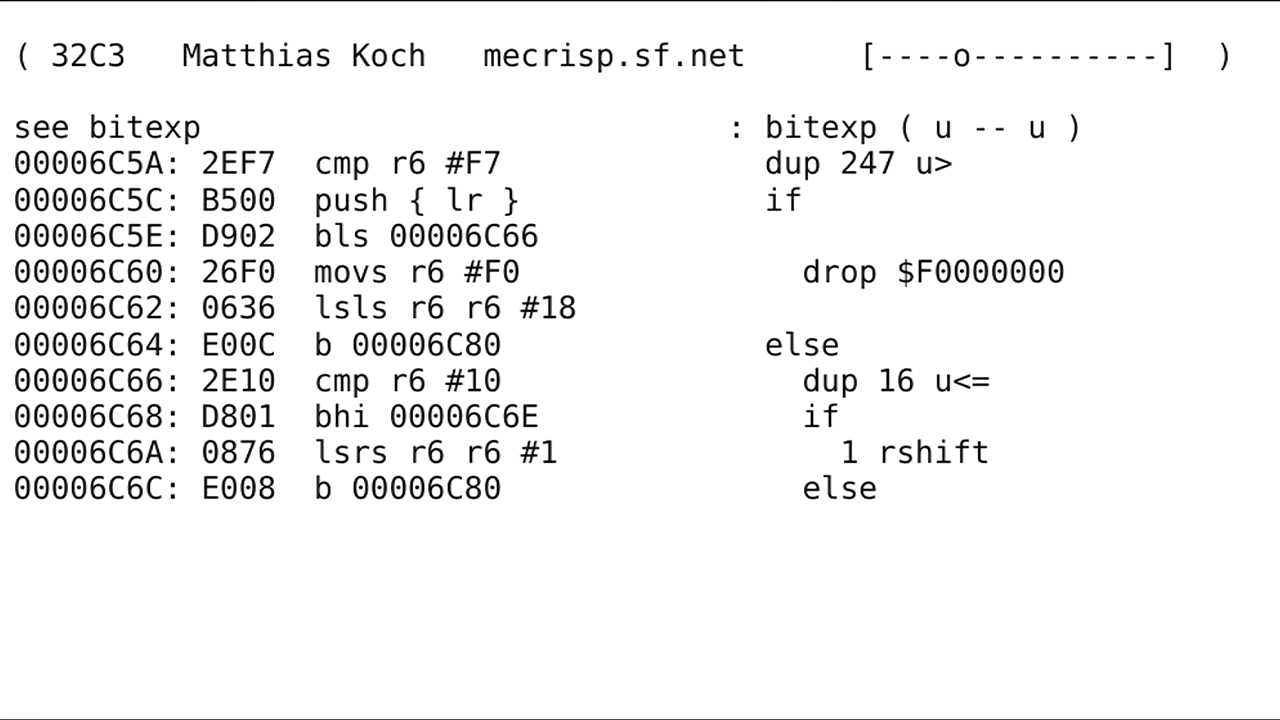 ( 32C3   Matthias Koch   mecrisp.sf.net      [----o----------]  )
see bitexp                            : bitexp ( u -- u )
00006C5A: 2EF7  cmp r6 #F7              dup 247 u>
00006C5C: B500  push { lr }             if
00006C5E: D902  bls 00006C66
00006C60: 26F0  movs r6 #F0               drop $F0000000
00006C62: 0636  lsls r6 r6 #18
00006C64: E00C  b 00006C80              else
00006C66: 2E10  cmp r6 #10                dup 16 u<=
00006C68: D801  bhi 00006C6E              if
00006C6A: 0876  lsrs r6 r6 #1               1 rshift
00006C6C: E008  b 00006C80                else